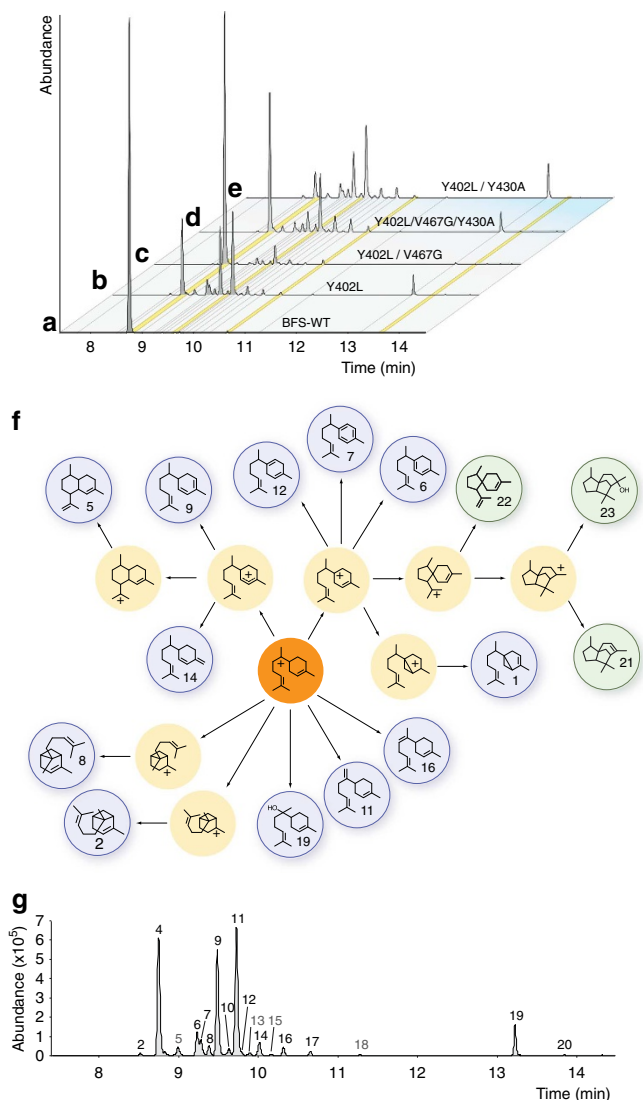 Abundance
e
Y402L / Y430A
d
Y402L/V467G/Y430A
c
Y402L / V467G
b
Y402L
a
BFS-WT
8 9 10 11 12 13 14
Time (min)
f
7
12
6
5
9
22
23
OH
+
+
+
+
+
14
+
+
1
21
8
+
16
11
2
+
HO
19
g
Abundance (x10⁵)
7
6
5
4
3
2
1
0
2
4
5
6
7
8
9
10
11
12
13
14
15
16
17
18
19
20
8 9 10 11 12 13 14
Time (min)